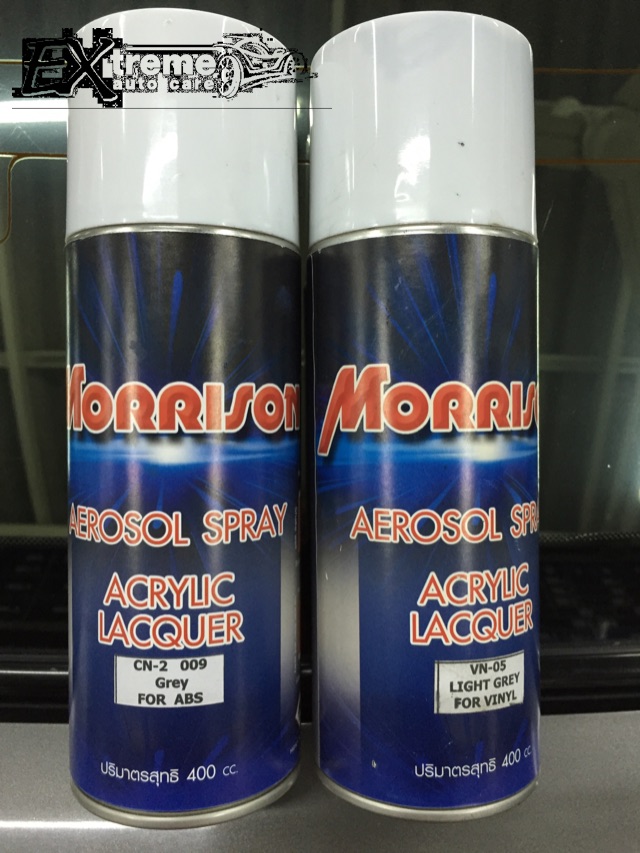 EXtreme
auto care
MORRISON
AEROSOL SPRAY
ACRYLIC
LACQUER
CN-2 009
Grey
FOR ABS
ปริมาตรสุทธิ 400 cc.
MORRISO
AEROSOL SPRA
ACRYLIC
LACQUER
VN-05
LIGHT GREY
FOR VINYL
ปริมาตรสุทธิ 400 cc.